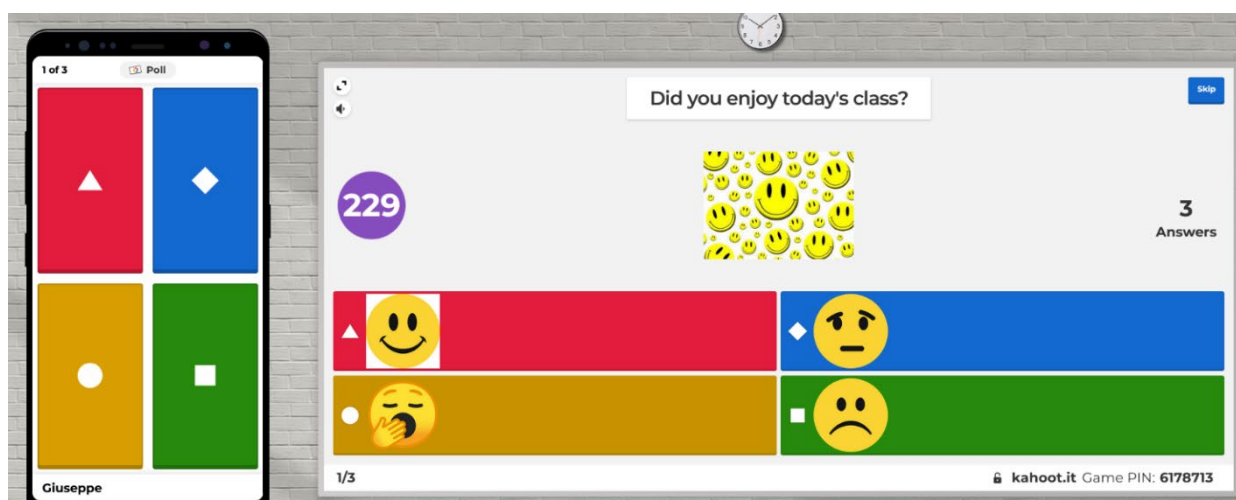 1 of 3
Poll
Giuseppe
Did you enjoy today's class?
Skip
229
3
Answers
1/3
kahoot.it Game PIN: 6178713